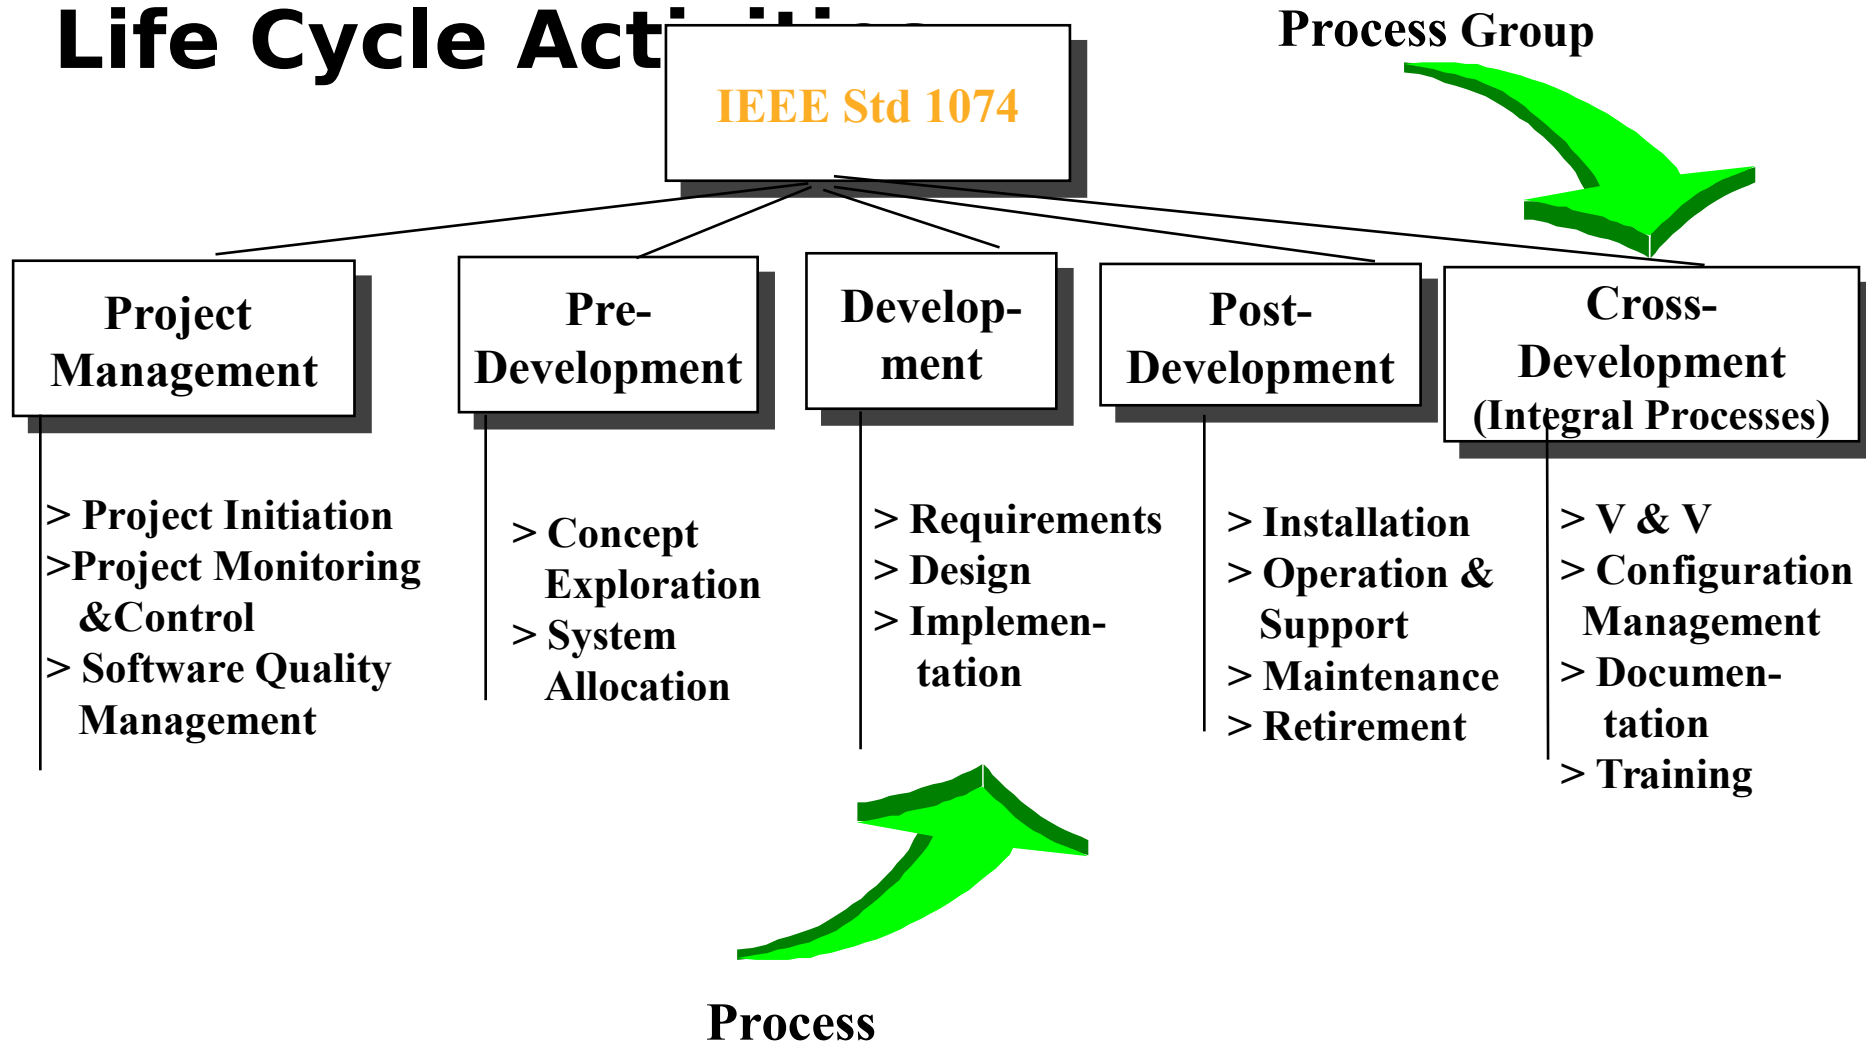 Life Cycle Activities
IEEE Std 1074
Process Group
Project
Management
Pre-
Development
Develop-
ment
Post-
Development
Cross-
Development
(Integral Processes)
> Project Initiation
>Project Monitoring
&Control
> Software Quality
Management
> Concept
Exploration
> System
Allocation
> Requirements
> Design
> Implemen-
tation
> Installation
> Operation &
Support
> Maintenance
> Retirement
> V & V
> Configuration
Management
> Documen-
tation
> Training
Process